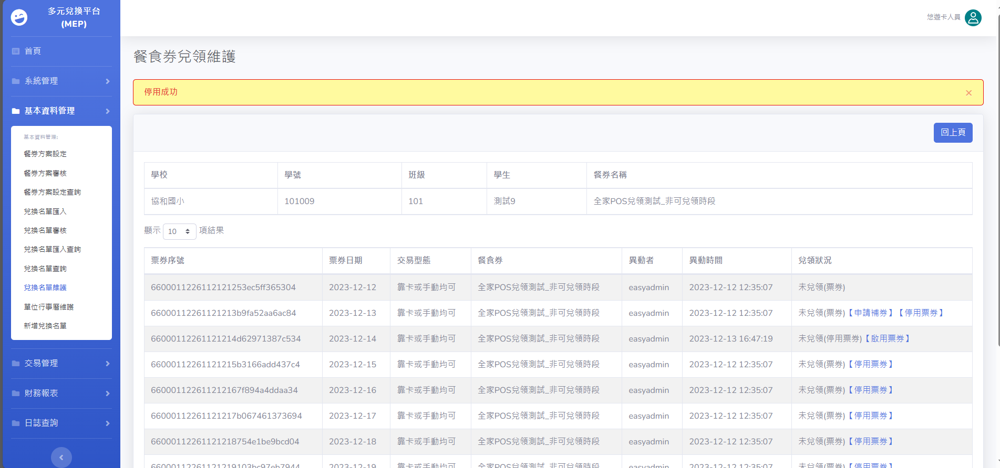 多元兌換平台
(MEP)
悠遊卡人員
首頁
系統管理
基本資料管理
基本資料管理:
餐券方案設定
餐券方案審核
餐券方案設定查詢
兌換名單匯入
兌換名單審核
兌換名單匯入查詢
兌換名單查詢
兌換名單維護
單位行事曆維護
新增兌換名單
交易管理
財務報表
日誌查詢
餐食券兌領維護
停用成功
回上頁
學校 學號 班級 學生 餐券名稱
協和國小 101009 101 測試9 全家POS兌領測試_非可兌領時段
顯示 10 項結果
票券序號 票券日期 交易型態 餐食券 異動者 異動時間 兌領狀況
6600011226112121253ec5ff365304 2023-12-12 靠卡或手動均可 全家POS兌領測試_非可兌領時段 easyadmin 2023-12-12 12:35:07 未兌領(票券)
66000112261121213b9fa52aa6ac84 2023-12-13 靠卡或手動均可 全家POS兌領測試_非可兌領時段 easyadmin 2023-12-12 12:35:07 未兌領(票券)【申請補券】【停用票券】
66000112261121214d62971387c534 2023-12-14 靠卡或手動均可 全家POS兌領測試_非可兌領時段 easyadmin 2023-12-13 16:47:19 未兌領(停用票券)【啟用票券】
66000112261121215b3166add437c4 2023-12-15 靠卡或手動均可 全家POS兌領測試_非可兌領時段 easyadmin 2023-12-12 12:35:07 未兌領(票券)【停用票券】
660001122611212167f894a4ddaa34 2023-12-16 靠卡或手動均可 全家POS兌領測試_非可兌領時段 easyadmin 2023-12-12 12:35:07 未兌領(票券)【停用票券】
66000112261121217b067461373694 2023-12-17 靠卡或手動均可 全家POS兌領測試_非可兌領時段 easyadmin 2023-12-12 12:35:07 未兌領(票券)【停用票券】
66000112261121218754e1be9bcd04 2023-12-18 靠卡或手動均可 全家POS兌領測試_非可兌領時段 easyadmin 2023-12-12 12:35:07 未兌領(票券)【停用票券】
66000112261121219103bc97eb7944 2023-12-19 靠卡或手動均可 全家POS兌領測試_非可兌領時段 easyadmin 2023-12-12 12:35:07 未兌領(票券)【停用票券】